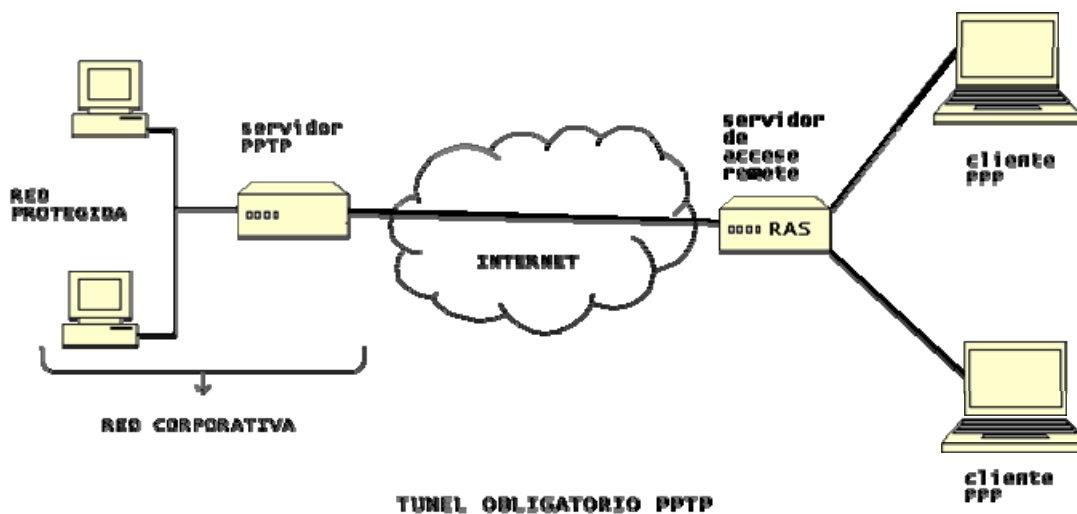 servidor
PPTP
servidor
de
acceso
remoto
cliente
PPP
RED
PROTEGIDA
RAS
INTERNET
RED CORPORATIVA
cliente
PPP
TUNEL OBLIGATORIO PPTP